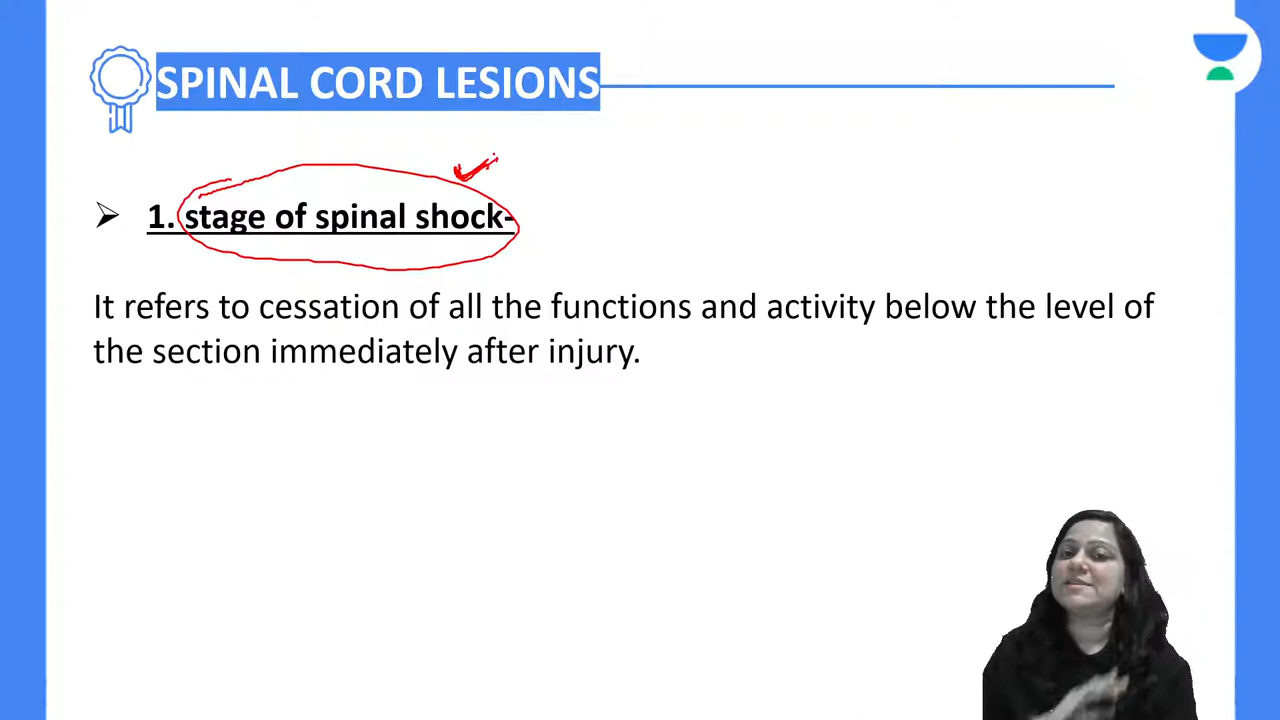 SPINAL CORD LESIONS
➢ 1. stage of spinal shock-
It refers to cessation of all the functions and activity below the level of
the section immediately after injury.